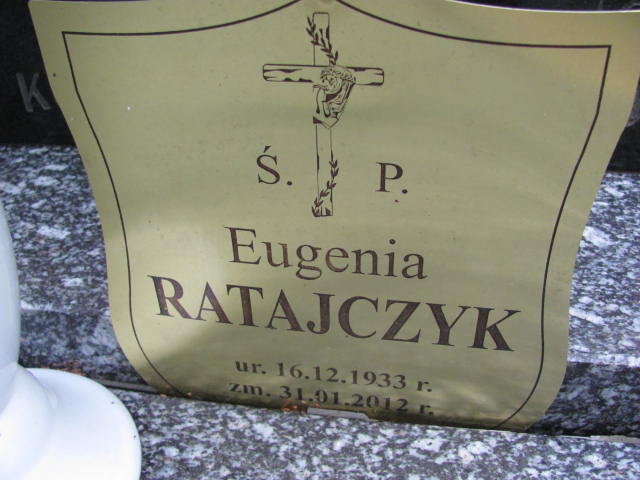 K
Ś. P.
Eugenia
RATAJCZYK
ur. 16.12.1933 r.
zm. 31.01.2012 r.